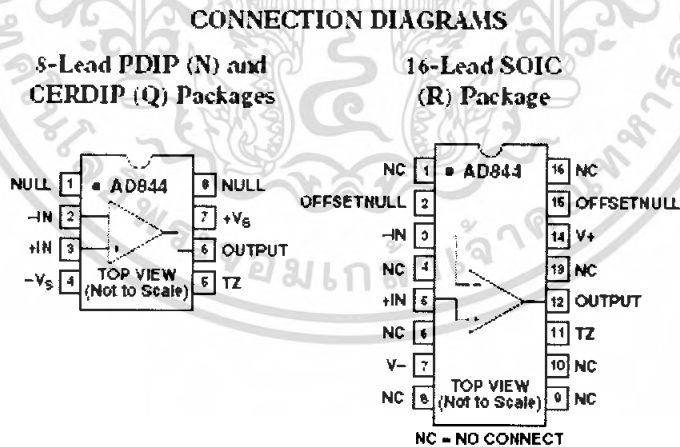 CONNECTION DIAGRAMS
8-Lead PDIP (N) and
CERDIP (Q) Packages
NULL 1 AD844 8 NULL
–IN 2 7 +VS
+IN 3 6 OUTPUT
–VS 4 TOP VIEW 5 TZ
(Not to Scale)
16-Lead SOIC
(R) Package
NC 1 AD844 16 NC
OFFSETNULL 2 15 OFFSETNULL
–IN 3 14 V+
NC 4 13 NC
+IN 5 12 OUTPUT
NC 6 11 TZ
V– 7 10 NC
NC 8 TOP VIEW 9 NC
(Not to Scale)
NC = NO CONNECT